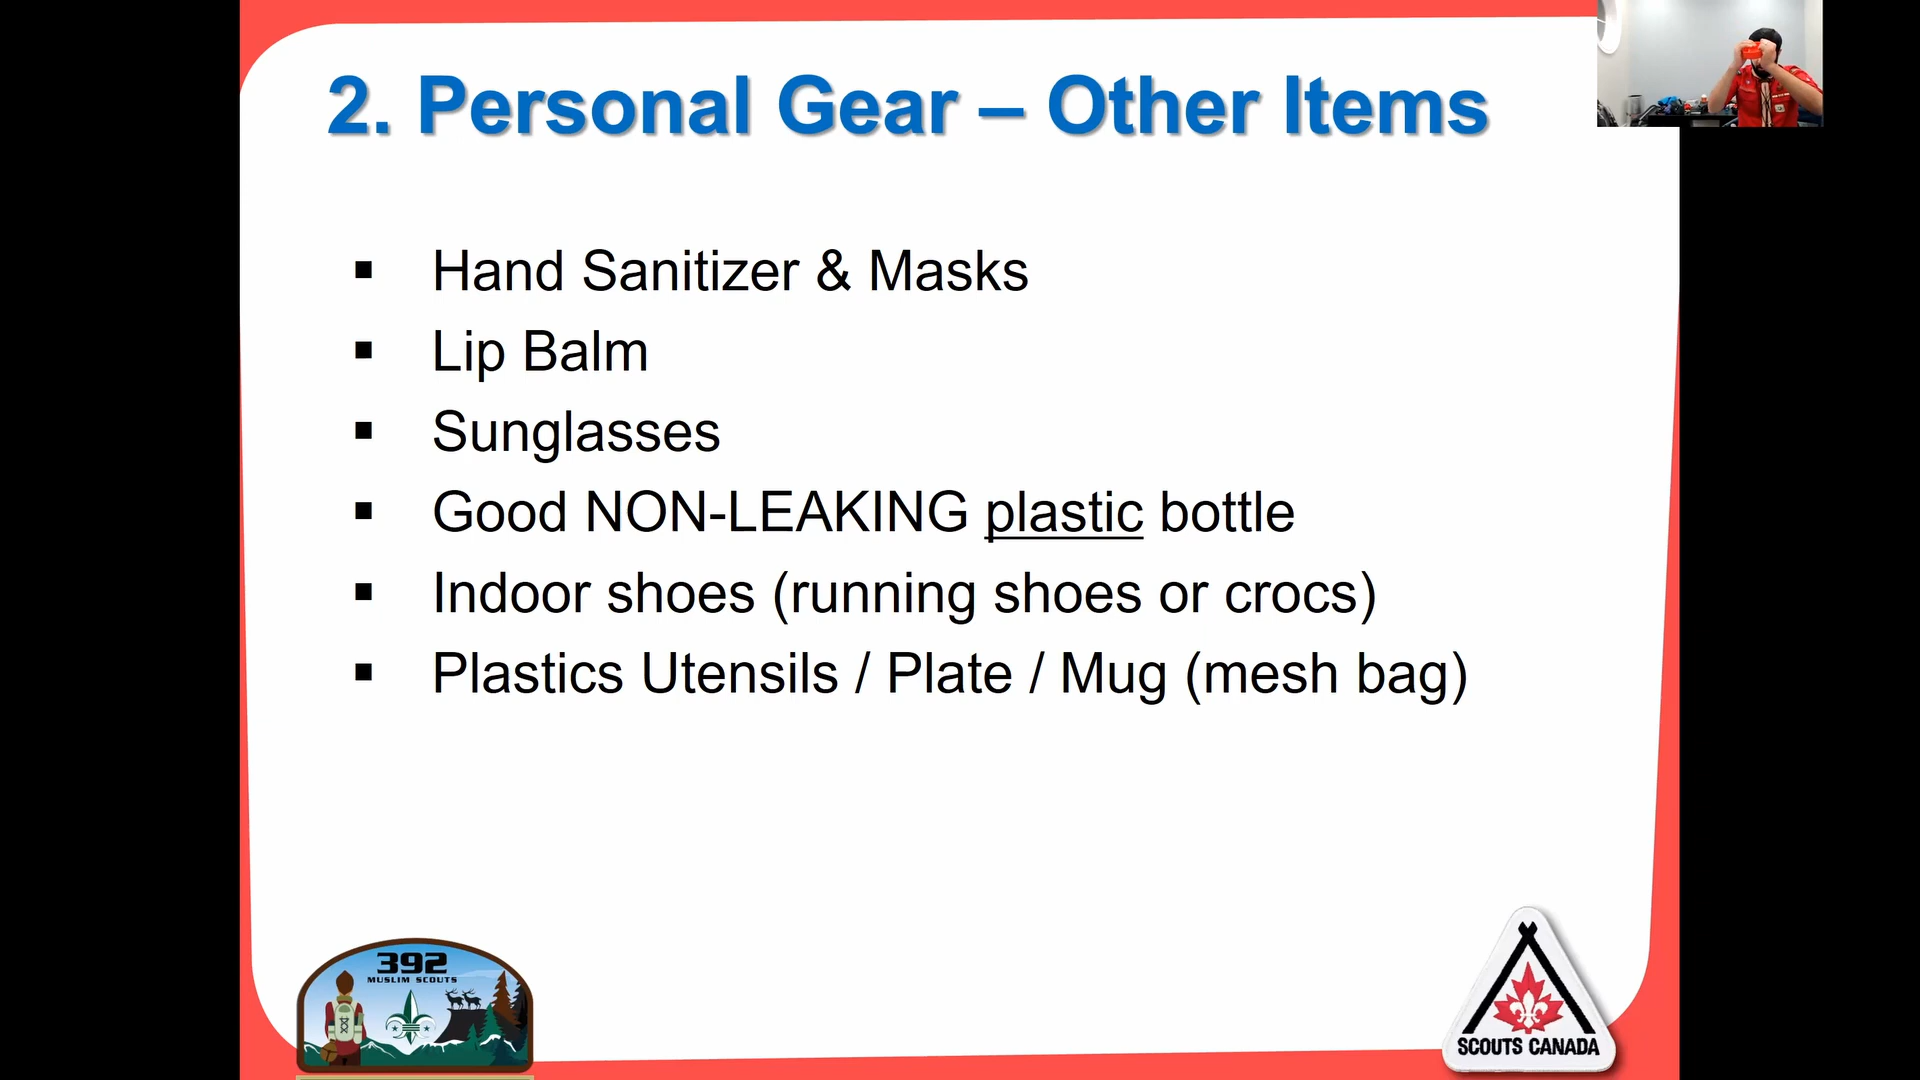 2. Personal Gear – Other Items
▪ Hand Sanitizer & Masks
▪ Lip Balm
▪ Sunglasses
▪ Good NON-LEAKING plastic bottle
▪ Indoor shoes (running shoes or crocs)
▪ Plastics Utensils / Plate / Mug (mesh bag)
392
MUSLIM SCOUTS
SCOUTS CANADA